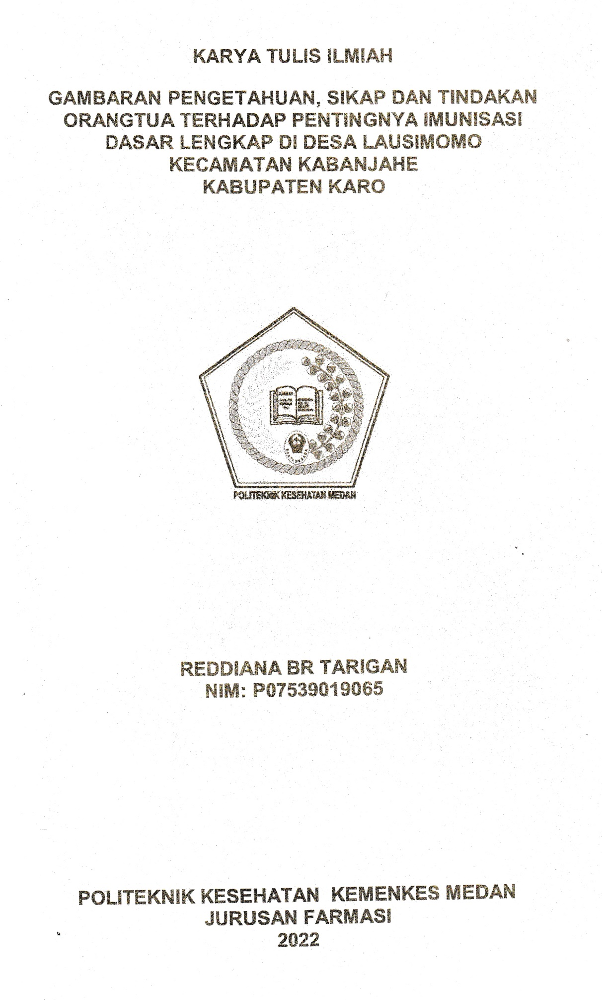 KARYA TULIS ILMIAH
GAMBARAN PENGETAHUAN, SIKAP DAN TINDAKAN
ORANGTUA TERHADAP PENTINGNYA IMUNISASI
DASAR LENGKAP DI DESA LAUSIMOMO
KECAMATAN KABANJAHE
KABUPATEN KARO
POLITEKNIK KESEHATAN MEDAN
REDDIANA BR TARIGAN
NIM: P07539019065
POLITEKNIK KESEHATAN KEMENKES MEDAN
JURUSAN FARMASI
2022